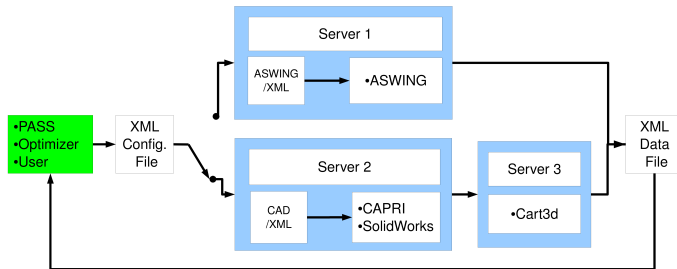 •PASS
•Optimizer
•User
XML
Config.
File
Server 1
ASWING
/XML
•ASWING
Server 2
CAD
/XML
•CAPRI
•SolidWorks
Server 3
•Cart3d
XML
Data
File